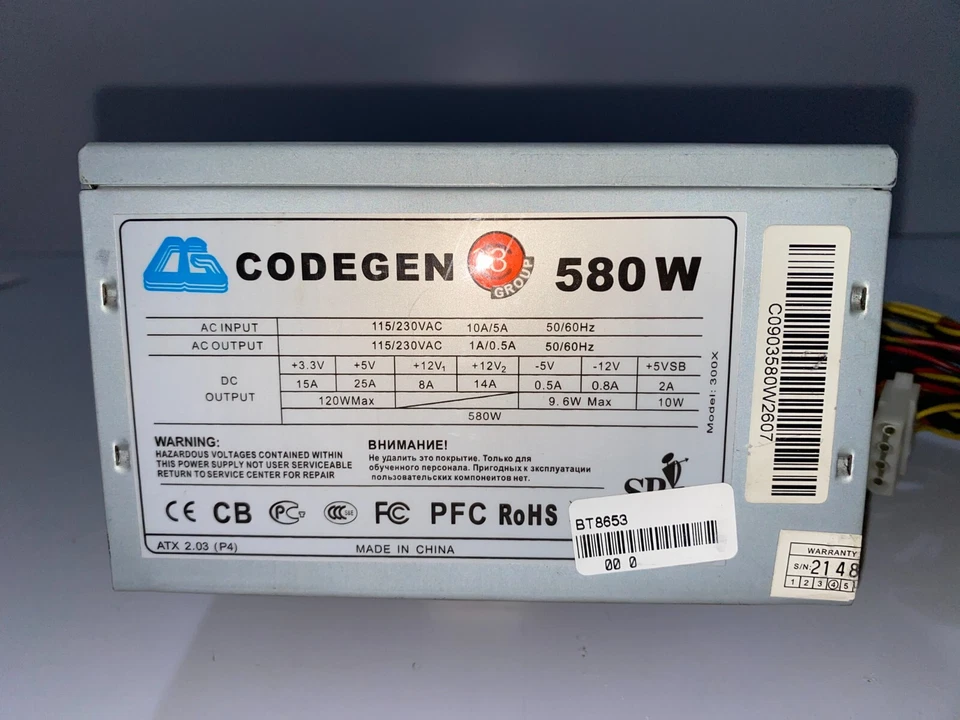 CODEGEN 8 GROUP 580W
AC INPUT 115/230VAC 10A/5A 50/60Hz
AC OUTPUT 115/230VAC 1A/0.5A 50/60Hz
DC OUTPUT
+3.3V +5V +12V₁ +12V₂ -5V -12V +5VSB
15A 25A 8A 14A 0.5A 0.8A 2A
120WMax 9.6W Max 10W
580W
Model: 300X
WARNING:
HAZARDOUS VOLTAGES CONTAINED WITHIN
THIS POWER SUPPLY NOT USER SERVICEABLE
RETURN TO SERVICE CENTER FOR REPAIR
ВНИМАНИЕ!
Не удалить это покрытие. Только для
обученного персонала. Пригодных к эксплуатации
пользовательских компонентов нет.
CE CB PC CCC FC PFC RoHS
ATX 2.03 (P4) MADE IN CHINA
BT8653
00 0
C0903580W2607
WARRANTY
S/N: 2148
1 2 3 4 5